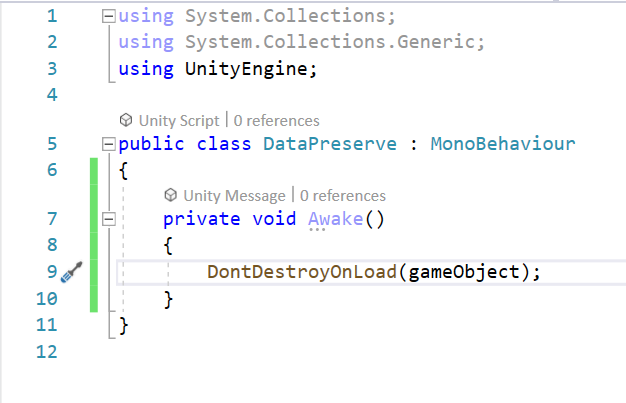 1 using System.Collections;
2 using System.Collections.Generic;
3 using UnityEngine;
4
Unity Script | 0 references
5 public class DataPreserve : MonoBehaviour
6 {
Unity Message | 0 references
7 private void Awake()
8 {
9 DontDestroyOnLoad(gameObject);
10 }
11 }
12